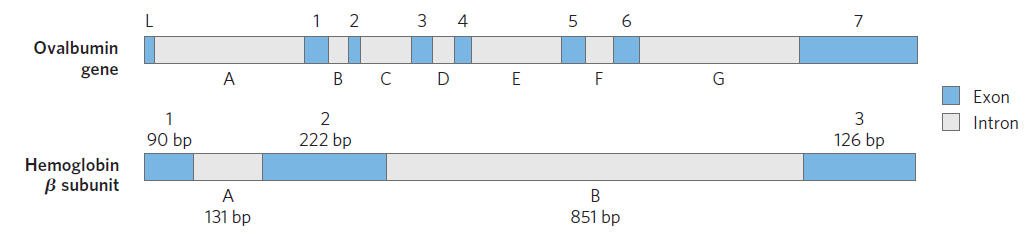 L 1 2 3 4 5 6 7
Ovalbumin
gene
A B C D E F G
Exon
Intron
1 2 3
90 bp 222 bp 126 bp
Hemoglobin
β subunit
A B
131 bp 851 bp